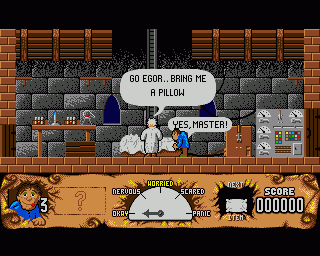 GO EGOR..BRING ME
A PILLOW
YES, MASTER!
3
?
WORRIED
NERVOUS
SCARED
OKAY
PANIC
NEXT
ITEM
SCORE
000000